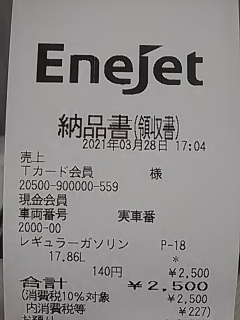 EneJet
納品書(領収書)
2021年03月28日 17:04
売上
Tカード会員 様
20500-900000-559
現金会員
車両番号 実車番
2000-00
レギュラーガソリン P-18
17.86L *
140円 ¥2,500
合計 ¥2,500
(消費税10%対象 ¥2,500
内消費税等 ¥227)